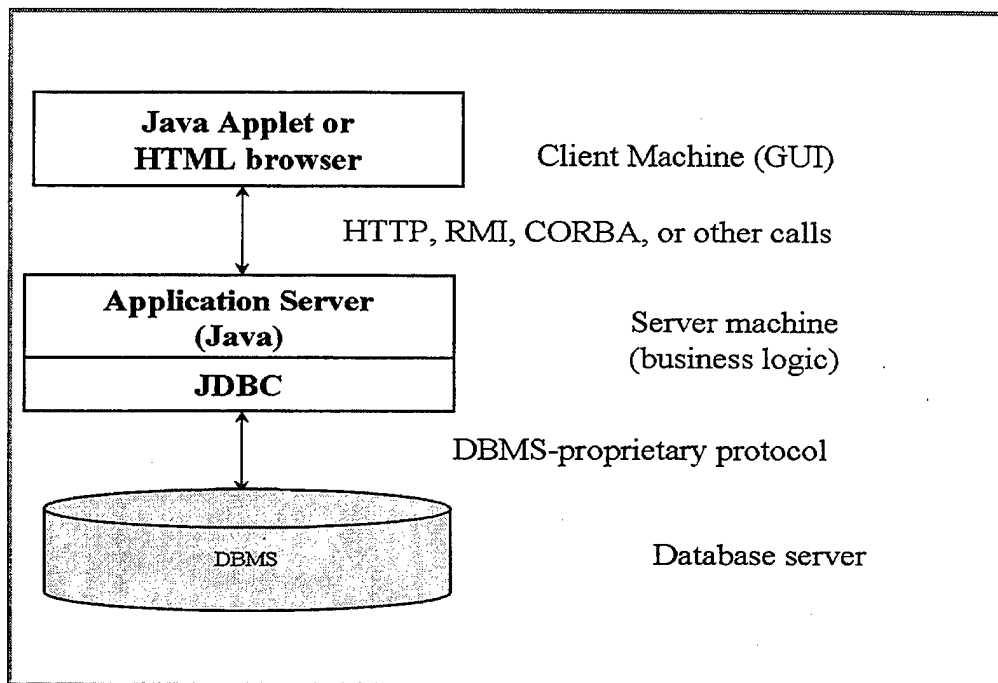 Java Applet or
HTML browser
Client Machine (GUI)
HTTP, RMI, CORBA, or other calls
Application Server
(Java)
Server machine
(business logic)
JDBC
DBMS-proprietary protocol
DBMS
Database server